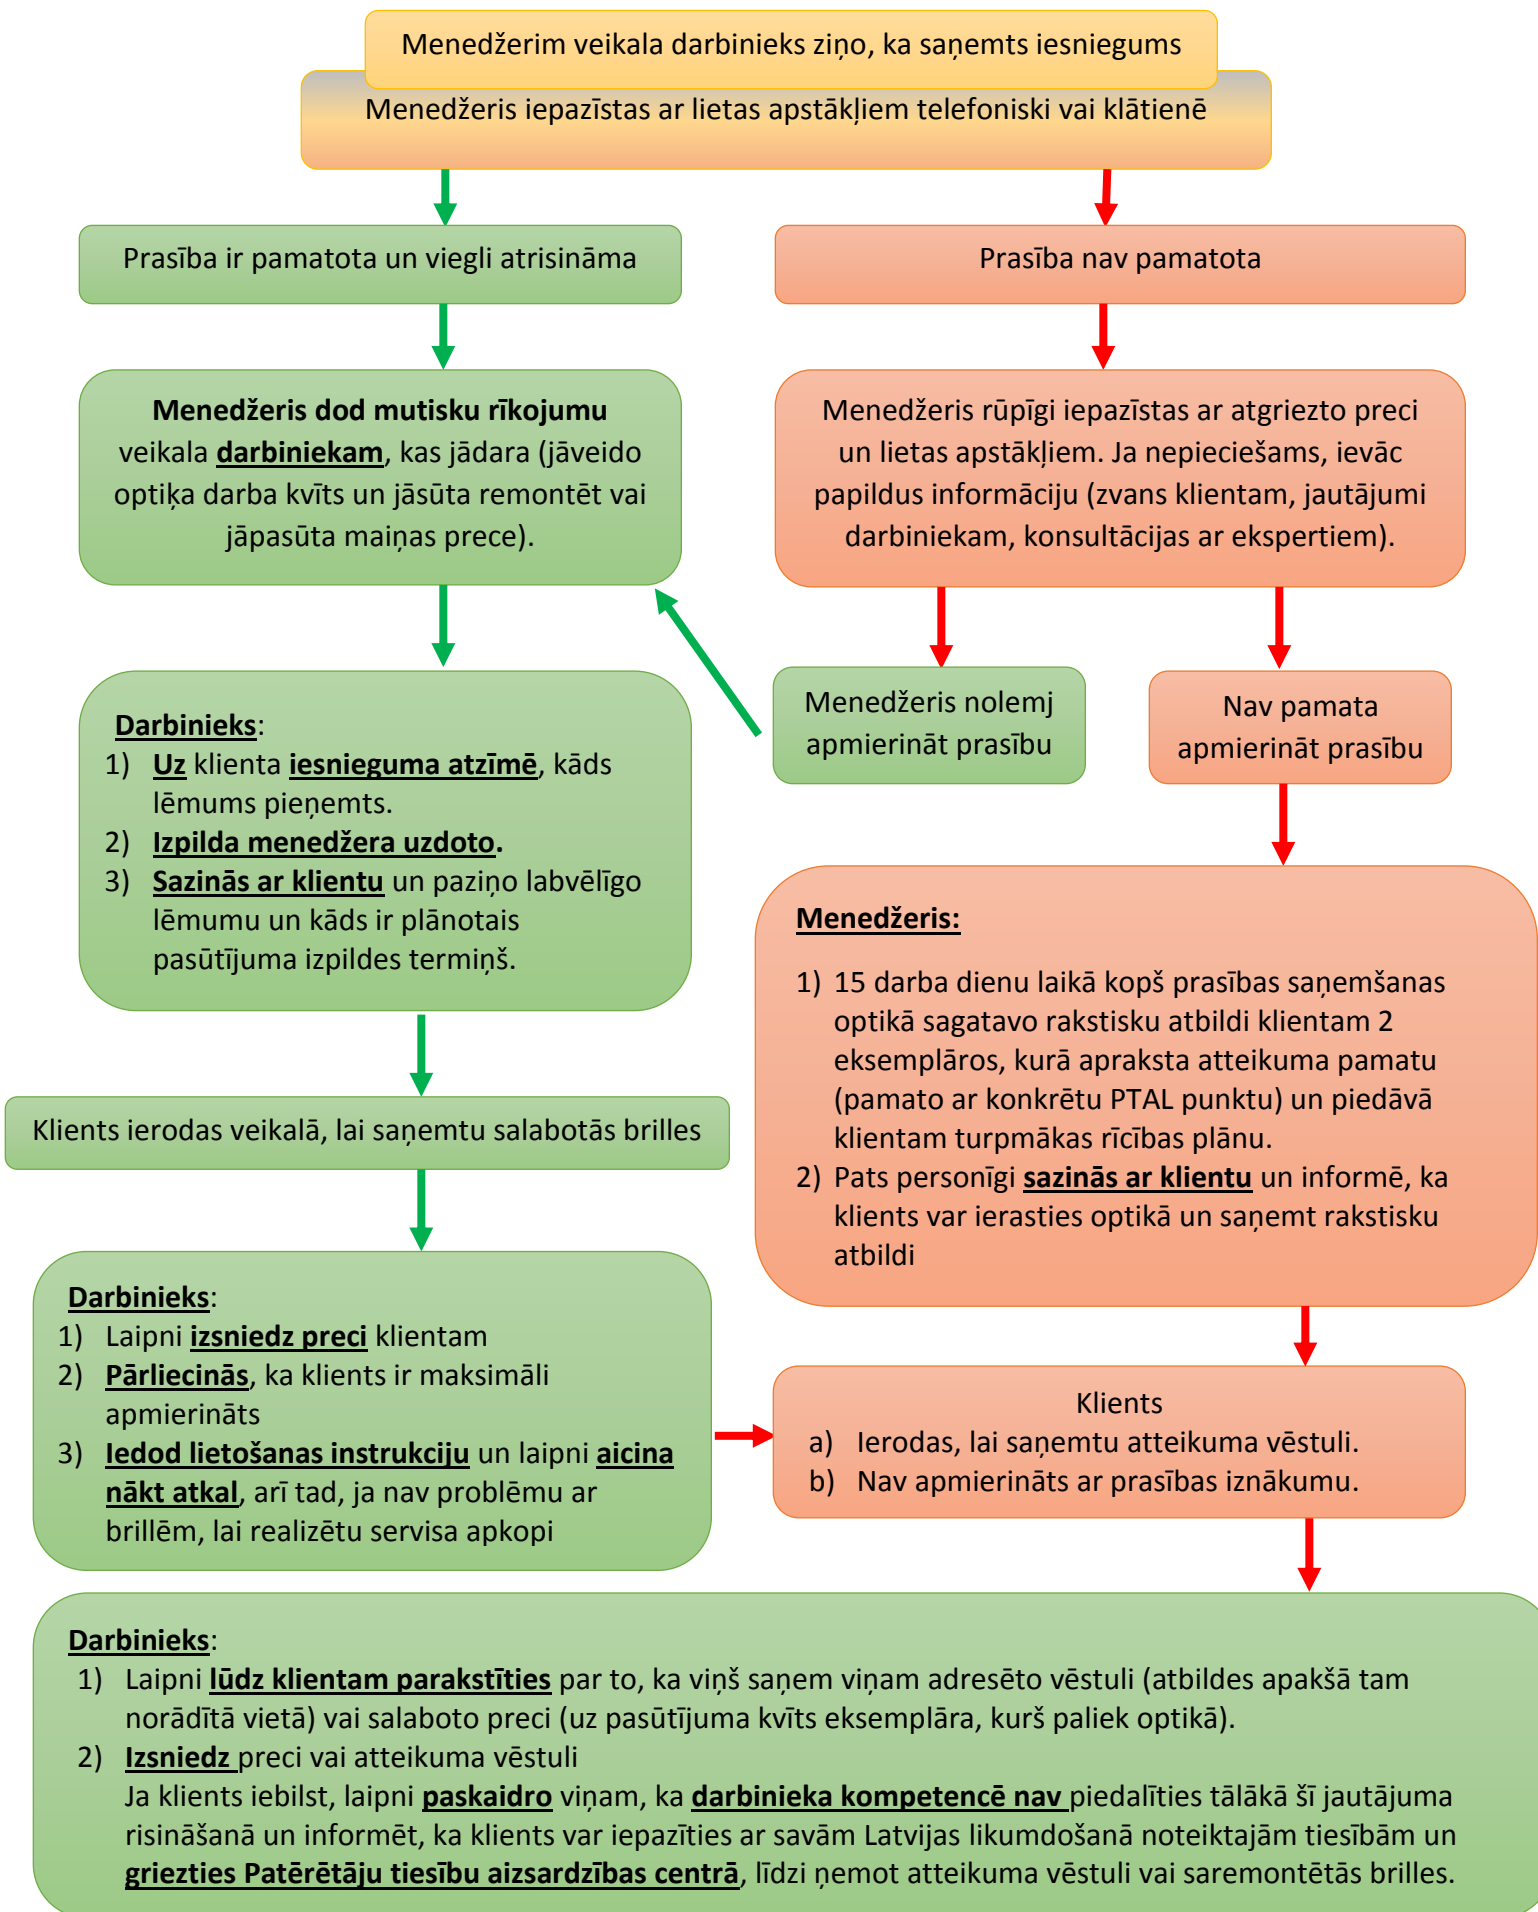 Menedžerim veikala darbinieks ziņo, ka saņemts iesniegums
Menedžeris iepazīstas ar lietas apstākļiem telefoniski vai klātienē
Prasība ir pamatota un viegli atrisināma
Prasība nav pamatota
Menedžeris dod mutisku rīkojumu
veikala darbiniekam, kas jādara (jāveido
optiķa darba kvīts un jāsūta remontēt vai
jāpasūta maiņas prece).
Menedžeris rūpīgi iepazīstas ar atgriezto preci
un lietas apstākļiem. Ja nepieciešams, ievāc
papildus informāciju (zvans klientam, jautājumi
darbiniekam, konsultācijas ar ekspertiem).
Menedžeris nolemj
apmierināt prasību
Nav pamata
apmierināt prasību
Darbinieks:
1) Uz klienta iesnieguma atzīmē, kāds
lēmums pieņemts.
2) Izpilda menedžera uzdoto.
3) Sazinās ar klientu un paziņo labvēlīgo
lēmumu un kāds ir plānotais
pasūtījuma izpildes termiņš.
Menedžeris:
1) 15 darba dienu laikā kopš prasības saņemšanas
optikā sagatavo rakstisku atbildi klientam 2
eksemplāros, kurā apraksta atteikuma pamatu
(pamato ar konkrētu PTAL punktu) un piedāvā
klientam turpmākas rīcības plānu.
2) Pats personīgi sazinās ar klientu un informē, ka
klients var ierasties optikā un saņemt rakstisku
atbildi
Klients ierodas veikalā, lai saņemtu salabotās brilles
Darbinieks:
1) Laipni izsniedz preci klientam
2) Pārliecinās, ka klients ir maksimāli
apmierināts
3) Iedod lietošanas instrukciju un laipni aicina
nākt atkal, arī tad, ja nav problēmu ar
brillēm, lai realizētu servisa apkopi
Klients
a) Ierodas, lai saņemtu atteikuma vēstuli.
b) Nav apmierināts ar prasības iznākumu.
Darbinieks:
1) Laipni lūdz klientam parakstīties par to, ka viņš saņem viņam adresēto vēstuli (atbildes apakšā tam
norādītā vietā) vai salaboto preci (uz pasūtījuma kvīts eksemplāra, kurš paliek optikā).
2) Izsniedz preci vai atteikuma vēstuli
Ja klients iebilst, laipni paskaidro viņam, ka darbinieka kompetencē nav piedalīties tālākā šī jautājuma
risināšanā un informēt, ka klients var iepazīties ar savām Latvijas likumdošanā noteiktajām tiesībām un
griezties Patērētāju tiesību aizsardzības centrā, līdzi ņemot atteikuma vēstuli vai saremontētās brilles.